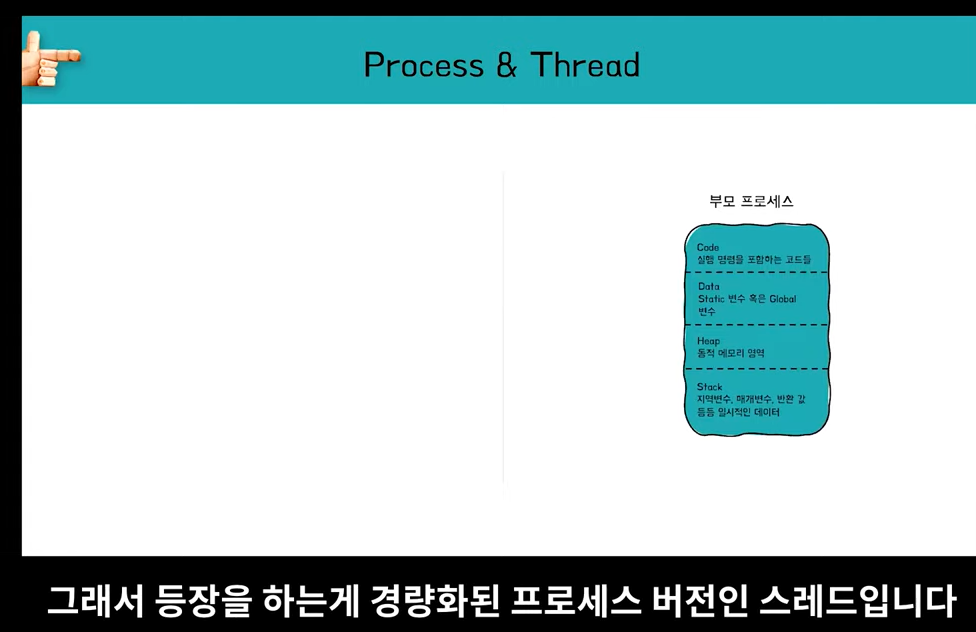 Process & Thread
부모 프로세스
Code
실행 명령을 포함하는 코드들
Data
Static 변수 혹은 Global
변수
Heap
동적 메모리 영역
Stack
지역변수, 매개변수, 반환 값
등등 일시적인 데이터
그래서 등장을 하는게 경량화된 프로세스 버전인 스레드입니다